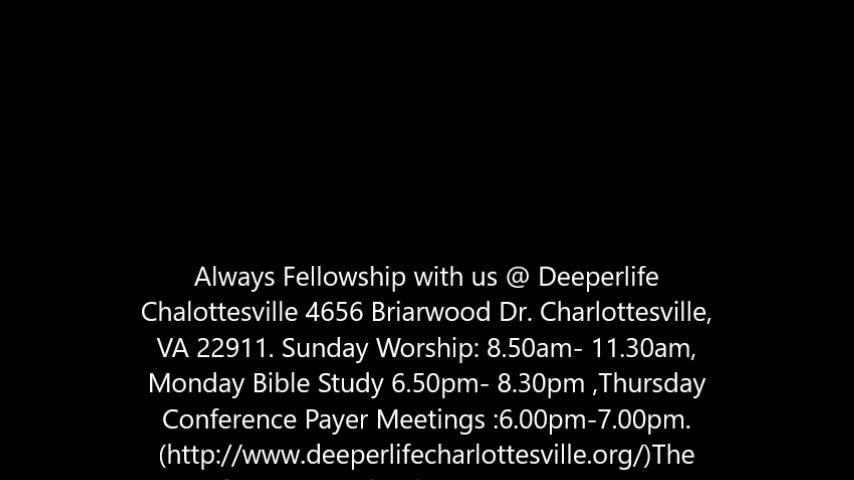 Always Fellowship with us @ Deeperlife
Chalottesville 4656 Briarwood Dr. Charlottesville,
VA 22911. Sunday Worship: 8.50am- 11.30am,
Monday Bible Study 6.50pm- 8.30pm ,Thursday
Conference Payer Meetings :6.00pm-7.00pm.
(http://www.deeperlifecharlottesville.org/)The